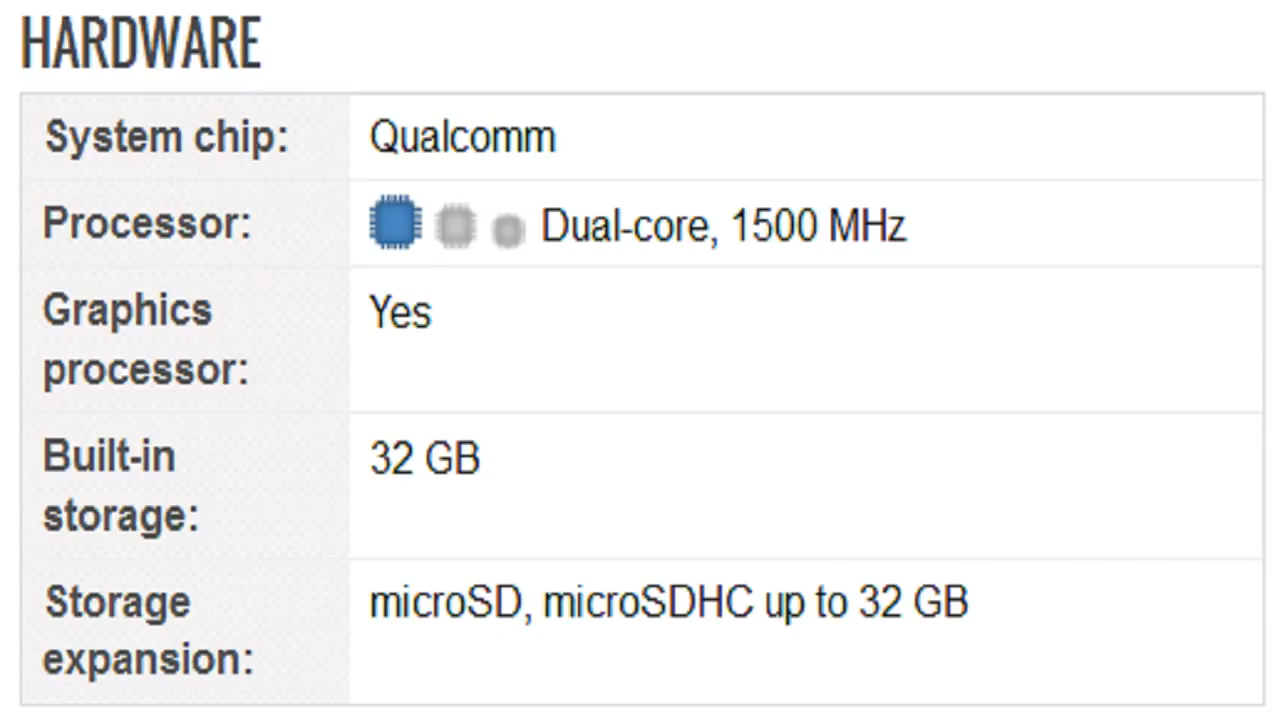 HARDWARE
System chip: Qualcomm
Processor: Dual-core, 1500 MHz
Graphics Yes
processor:
Built-in 32 GB
storage:
Storage microSD, microSDHC up to 32 GB
expansion: